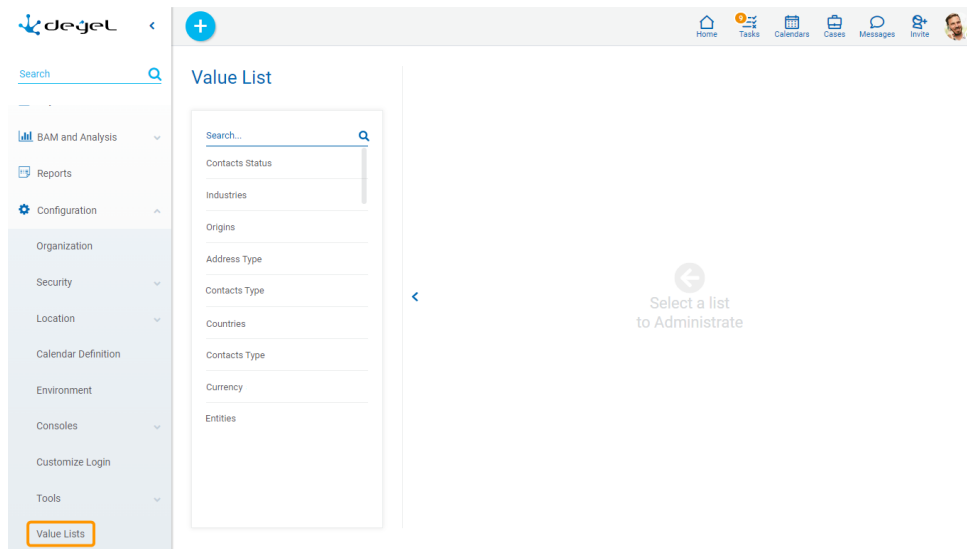 deyel
Home
9
Tasks
Calendars
Cases
Messages
Invite
Search
BAM and Analysis
Reports
Configuration
Organization
Security
Location
Calendar Definition
Environment
Consoles
Customize Login
Tools
Value Lists
Value List
Search...
Contacts Status
Industries
Origins
Address Type
Contacts Type
Countries
Contacts Type
Currency
Entities
Select a list
to Administrate